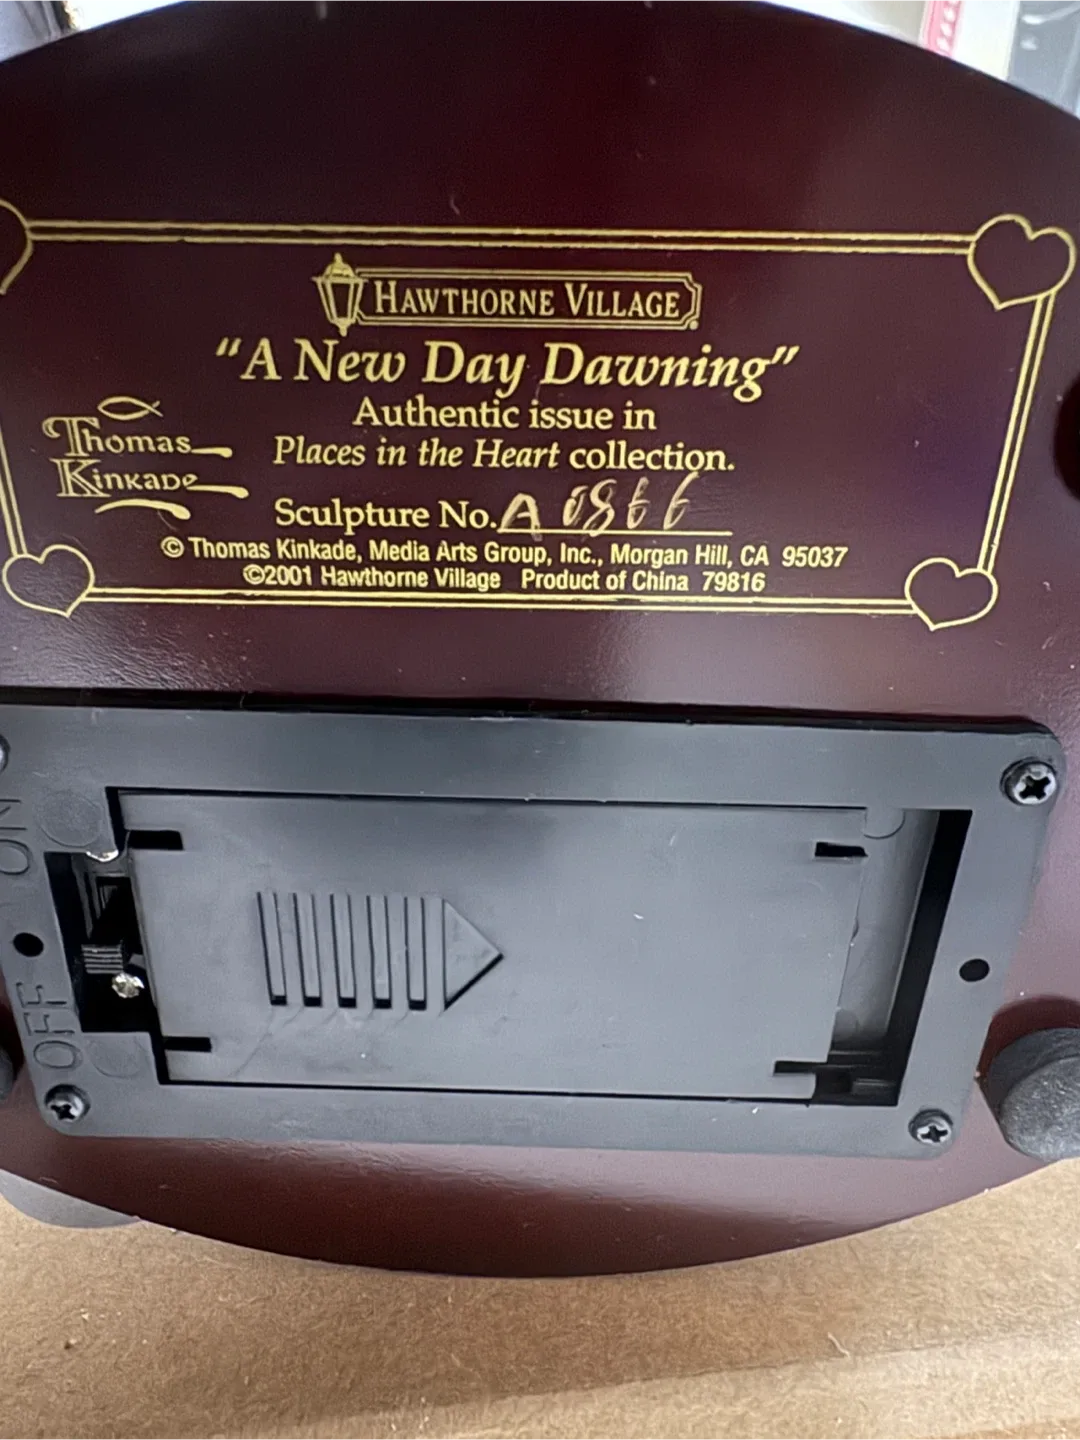 HAWTHORNE VILLAGE
"A NEW DAY DAWNING"
Authentic issue in
Places in the Heart collection.
THOMAS
KINKADE
Sculpture No. A0866
© Thomas Kinkade, Media Arts Group, Inc., Morgan Hill, CA 95037
©2001 Hawthorne Village Product of China 79816
ON
OFF